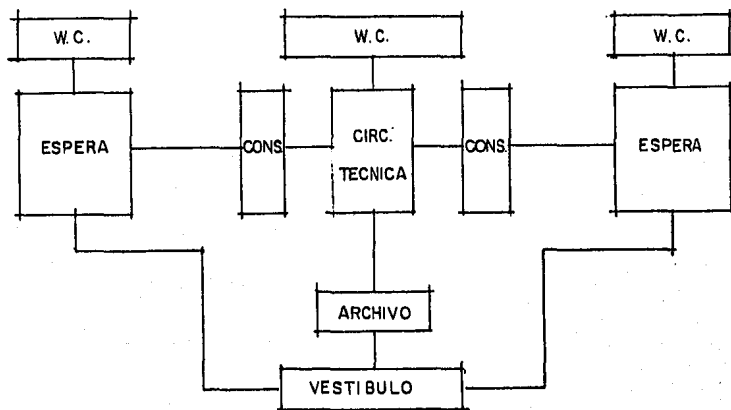 W.C.
W.C.
W.C.
ESPERA
CONS.
CIRC.
TECNICA
CONS.
ESPERA
ARCHIVO
VESTIBULO